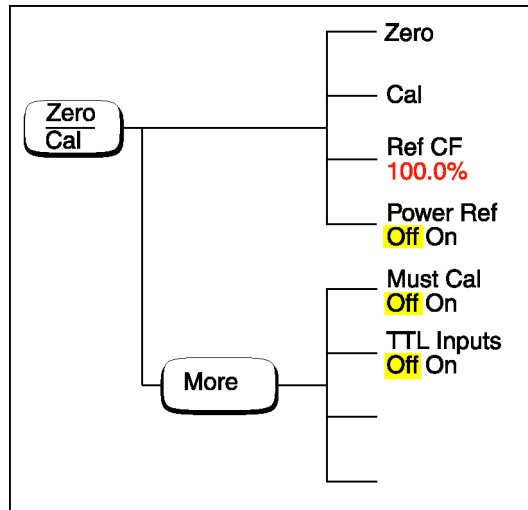 Zero
Cal
Zero
Cal
Ref CF
100.0%
Power Ref
Off On
Must Cal
Off On
TTL Inputs
Off On
More